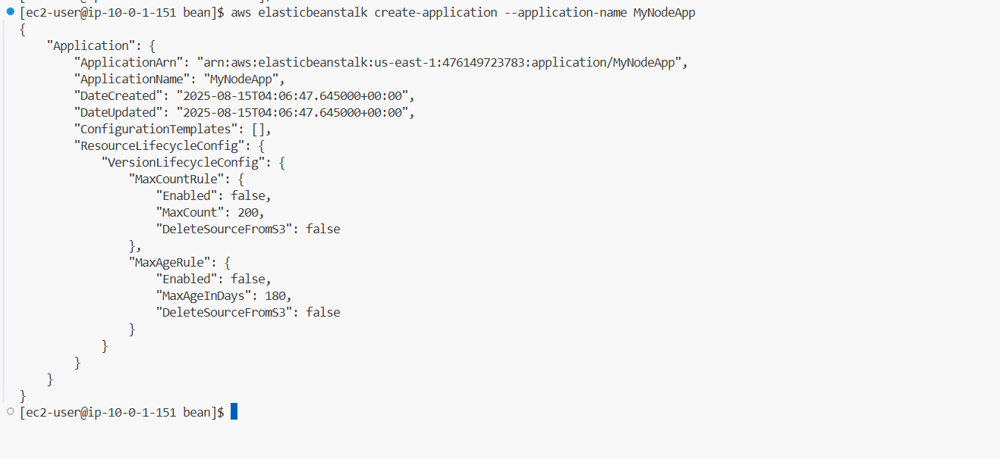 [ec2-user@ip-10-0-1-151 bean]$ aws elasticbeanstalk create-application --application-name MyNodeApp
{
    "Application": {
        "ApplicationArn": "arn:aws:elasticbeanstalk:us-east-1:476149723783:application/MyNodeApp",
        "ApplicationName": "MyNodeApp",
        "DateCreated": "2025-08-15T04:06:47.645000+00:00",
        "DateUpdated": "2025-08-15T04:06:47.645000+00:00",
        "ConfigurationTemplates": [],
        "ResourceLifecycleConfig": {
            "VersionLifecycleConfig": {
                "MaxCountRule": {
                    "Enabled": false,
                    "MaxCount": 200,
                    "DeleteSourceFromS3": false
                },
                "MaxAgeRule": {
                    "Enabled": false,
                    "MaxAgeInDays": 180,
                    "DeleteSourceFromS3": false
                }
            }
        }
    }
}
[ec2-user@ip-10-0-1-151 bean]$